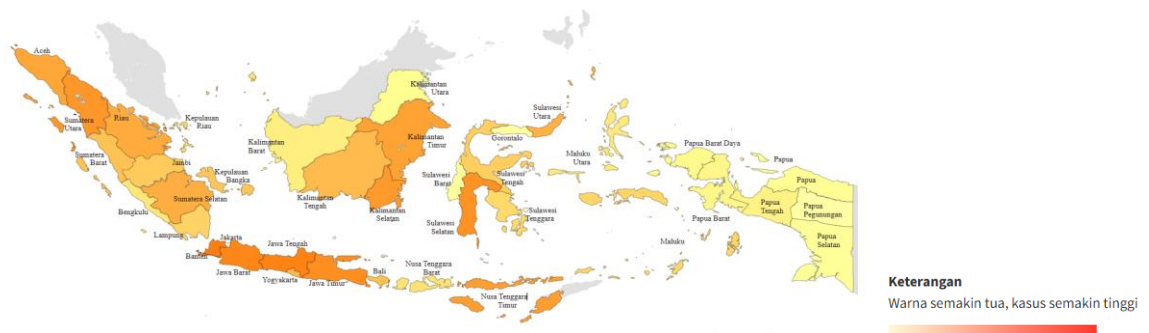 Aceh
Sumatera
Utara
Riau
Kepulauan
Riau
Sumatera
Barat
Jambi
Kepulauan
Bangka
Sumatera Selatan
Bengkulu
Lampung
Banten
Jakarta
Jawa Barat
Jawa Tengah
Yogyakarta
Jawa Timur
Bali
Nusa Tenggara
Barat
Nusa Tenggara
Timur
Kalimantan
Barat
Kalimantan
Tengah
Kalimantan
Selatan
Kalimantan
Timur
Kalimantan
Utara
Sulawesi
Utara
Gorontalo
Sulawesi
Barat
Sulawesi
Tengah
Sulawesi
Selatan
Sulawesi
Tenggara
Maluku
Utara
Maluku
Papua Barat Daya
Papua Barat
Papua
Papua
Papua
Tengah
Papua
Pegunungan
Papua
Selatan
Keterangan
Warna semakin tua, kasus semakin tinggi